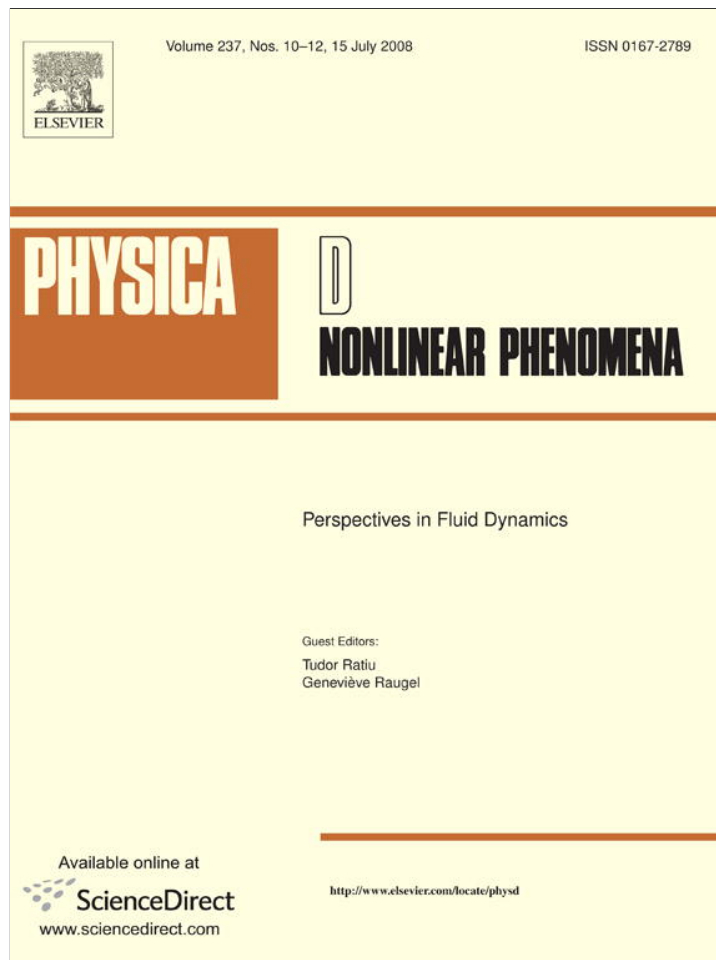 Volume 237, Nos. 10–12, 15 July 2008
ISSN 0167-2789
ELSEVIER
PHYSICA
D
NONLINEAR PHENOMENA
Perspectives in Fluid Dynamics
Guest Editors:
Tudor Ratiu
Geneviève Raugel
Available online at
ScienceDirect
www.sciencedirect.com
http://www.elsevier.com/locate/physd